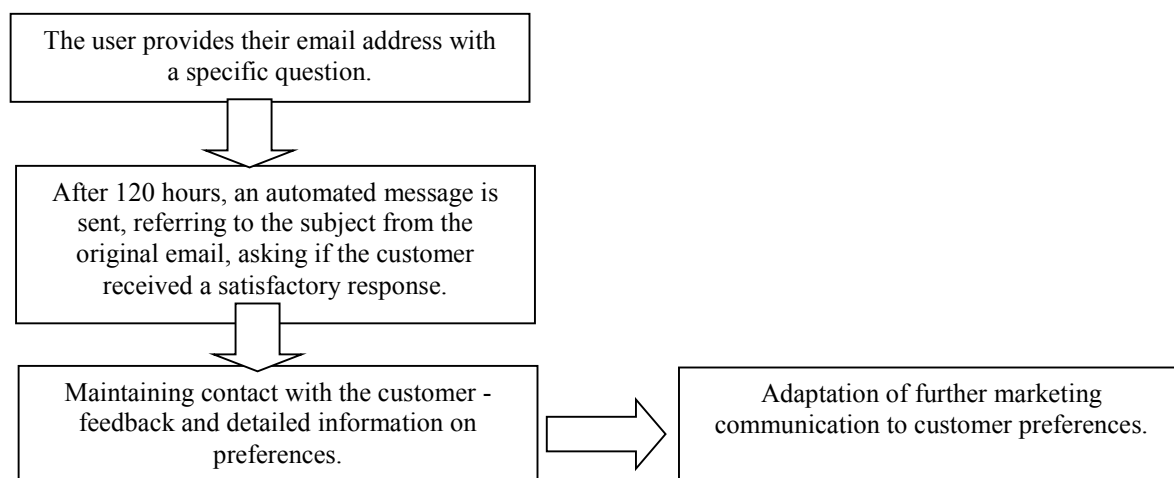 The user provides their email address with
a specific question.
After 120 hours, an automated message is
sent, referring to the subject from the
original email, asking if the customer
received a satisfactory response.
Maintaining contact with the customer -
feedback and detailed information on
preferences.
Adaptation of further marketing
communication to customer preferences.